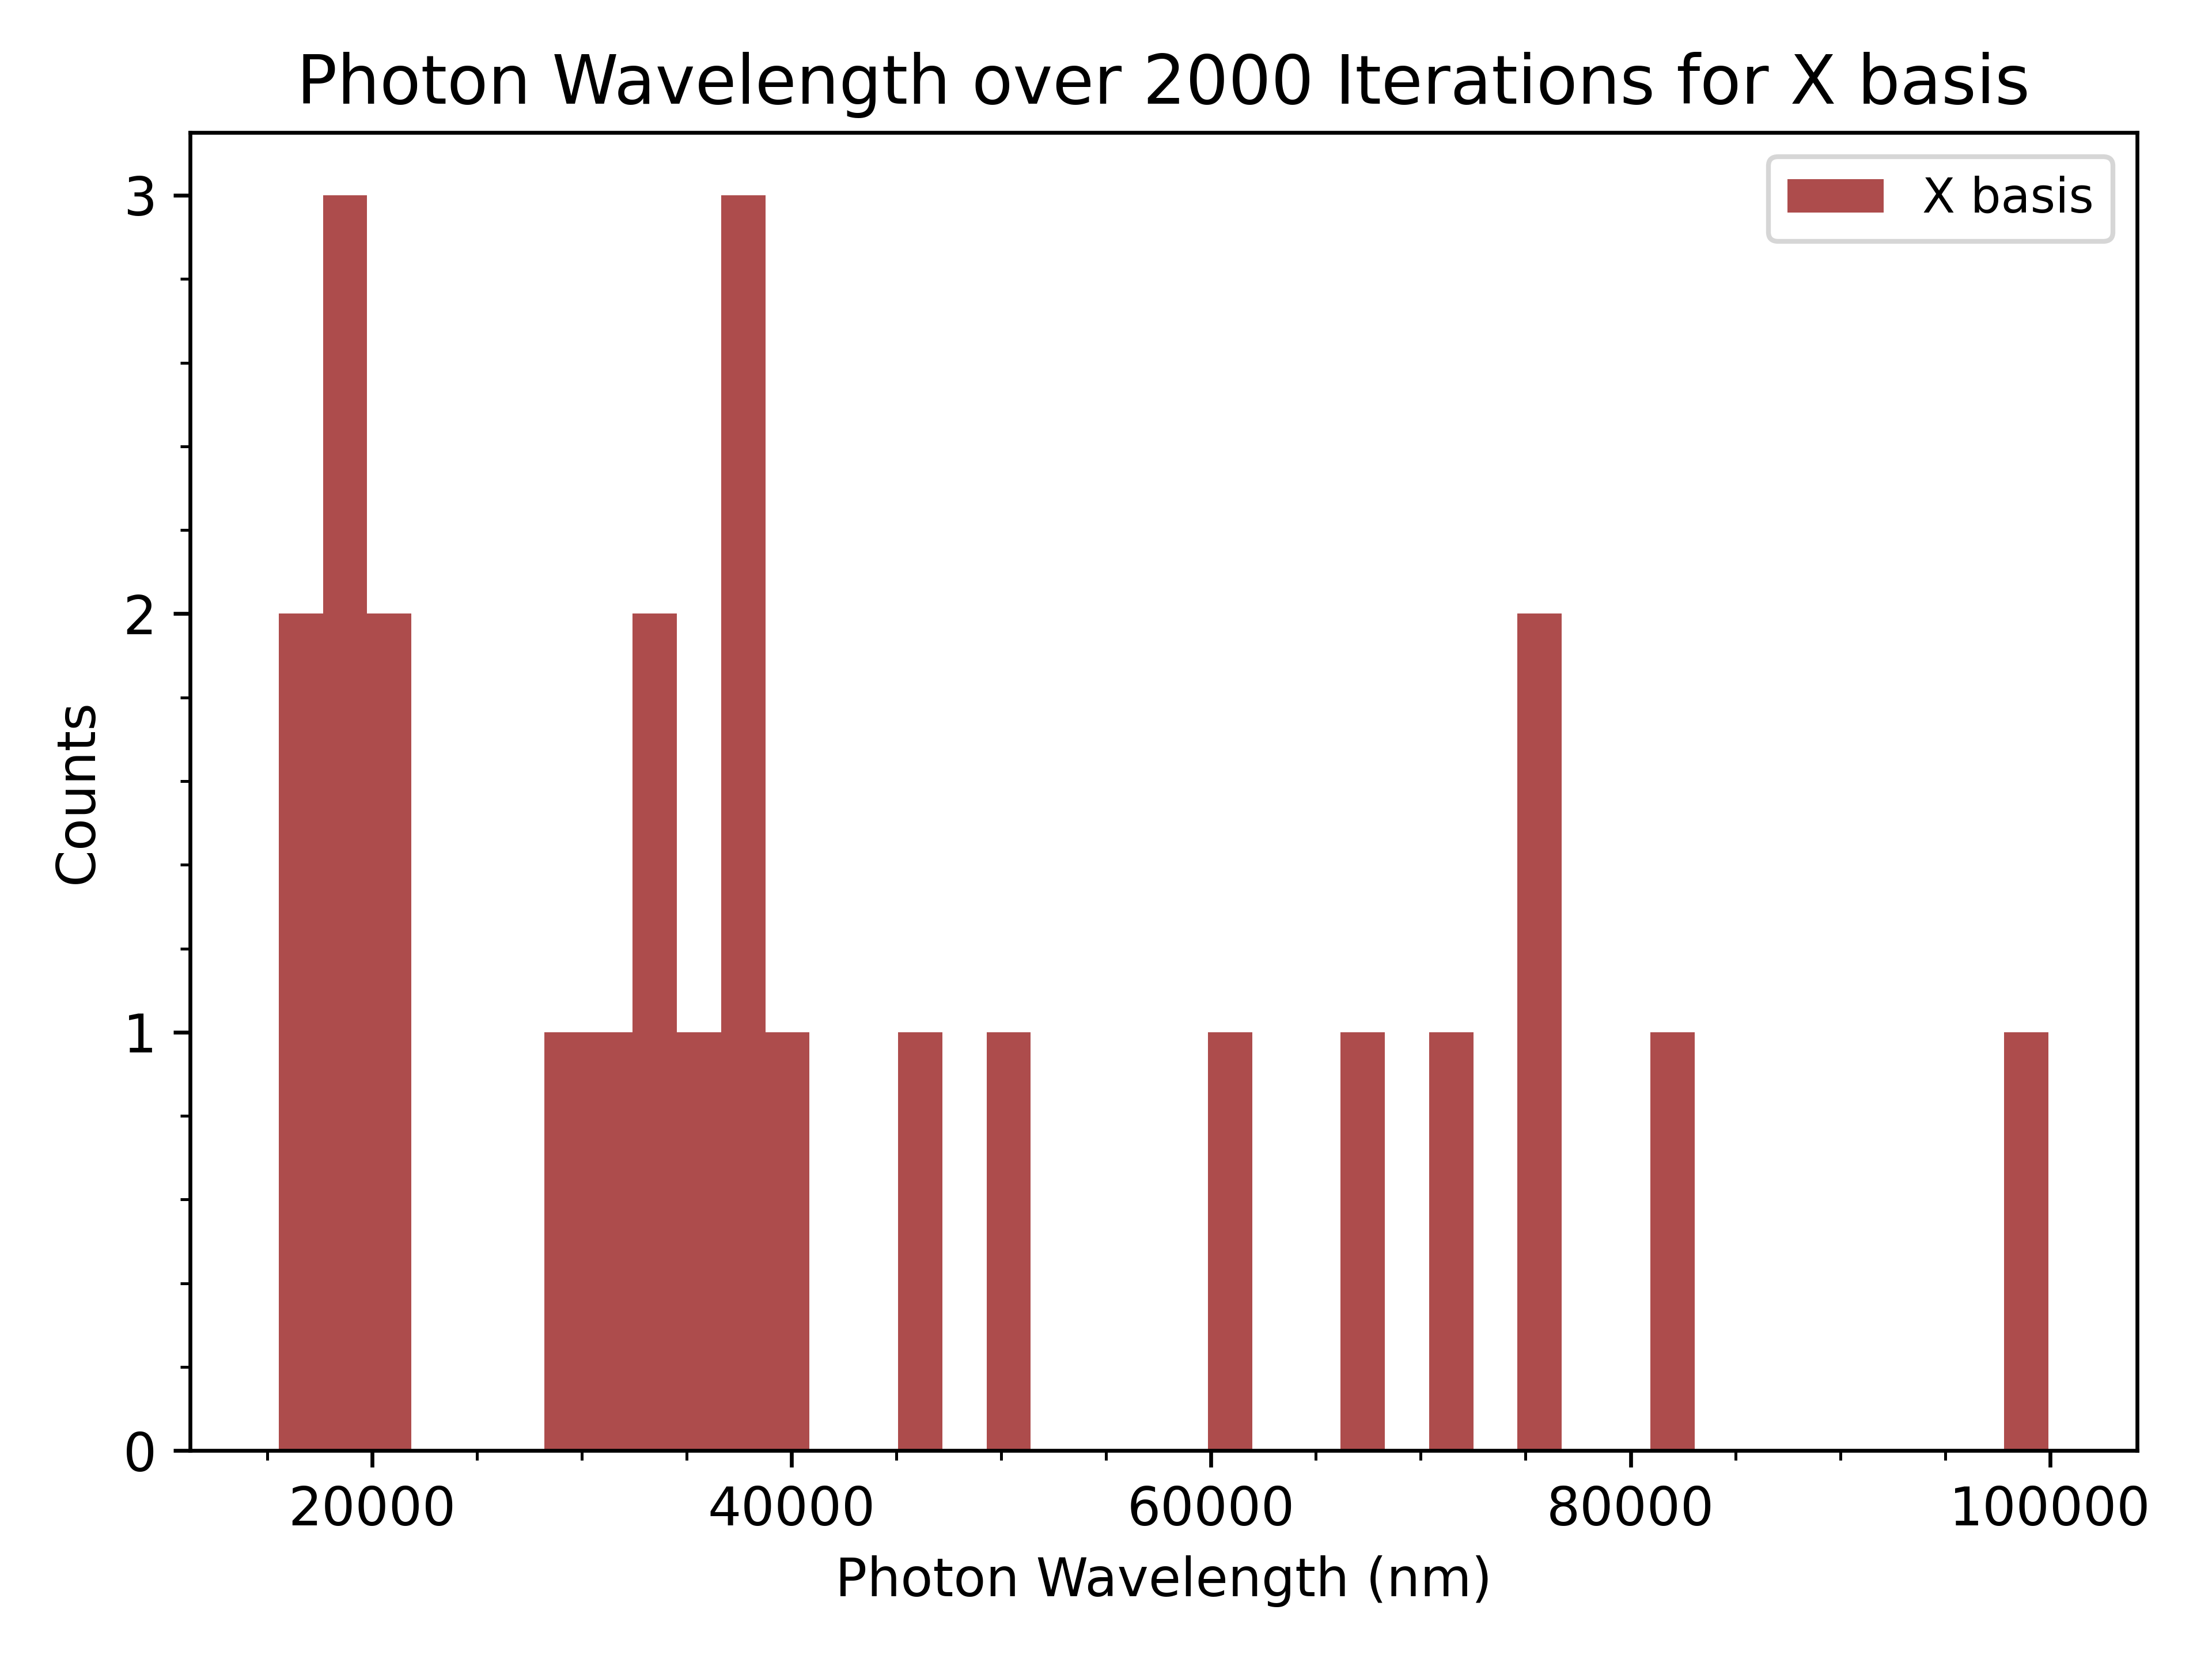 Photon Wavelength over 2000 Iterations for X basis
X basis
3
2
1
0
Counts
20000 40000 60000 80000 100000
Photon Wavelength (nm)